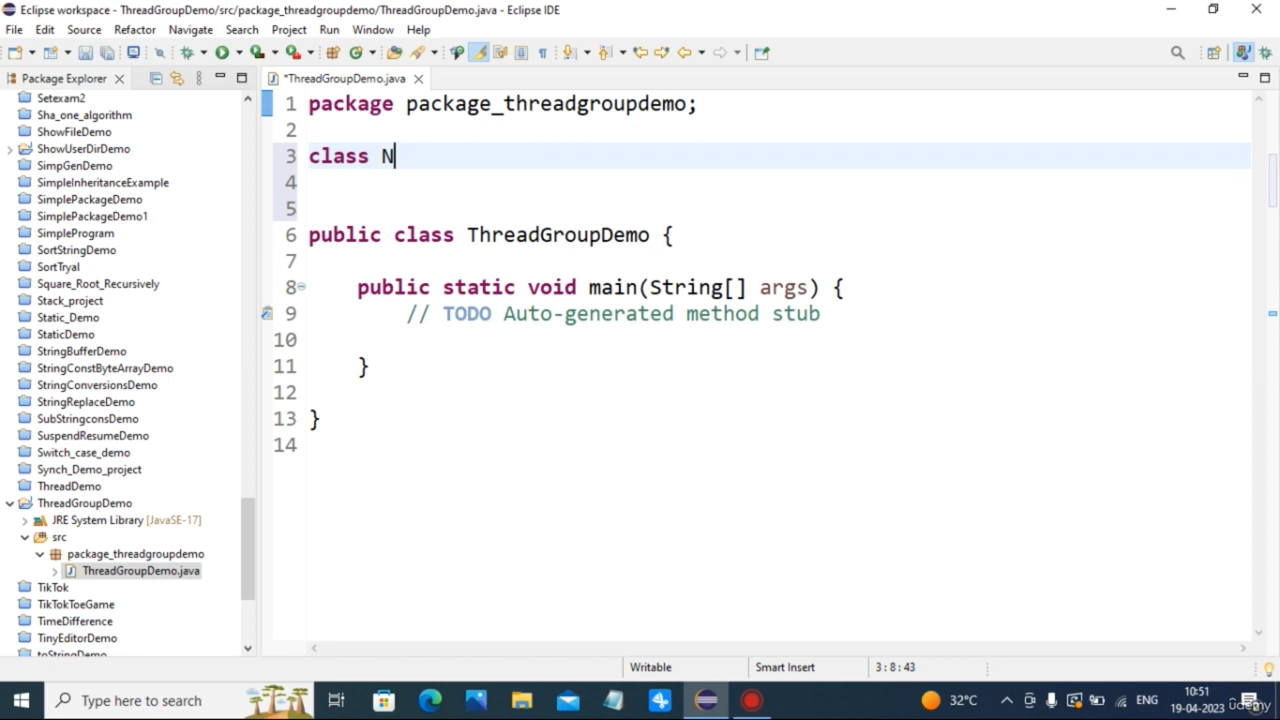 Eclipse workspace - ThreadGroupDemo/src/package_threadgroupdemo/ThreadGroupDemo.java - Eclipse IDE
File Edit Source Refactor Navigate Search Project Run Window Help
Package Explorer
*ThreadGroupDemo.java
Setexam2
Sha_one_algorithm
ShowFileDemo
ShowUserDirDemo
SimpGenDemo
SimpleInheritanceExample
SimplePackageDemo
SimplePackageDemo1
SimpleProgram
SortStringDemo
SortTryal
Square_Root_Recursively
Stack_project
Static_Demo
StaticDemo
StringBufferDemo
StringConstByteArrayDemo
StringConversionsDemo
StringReplaceDemo
SubStringconsDemo
SuspendResumeDemo
Switch_case_demo
Synch_Demo_project
ThreadDemo
ThreadGroupDemo
JRE System Library [JavaSE-17]
src
package_threadgroupdemo
ThreadGroupDemo.java
TikTok
TikTokToeGame
TimeDifference
TinyEditorDemo
toStringDemo
1 package package_threadgroupdemo;
2
3 class N
4
5
6 public class ThreadGroupDemo {
7
8 public static void main(String[] args) {
9 // TODO Auto-generated method stub
10
11 }
12
13 }
14
Writable Smart Insert 3 : 8 : 43
Type here to search
32°C ENG
10:51
19-04-2023
udemy